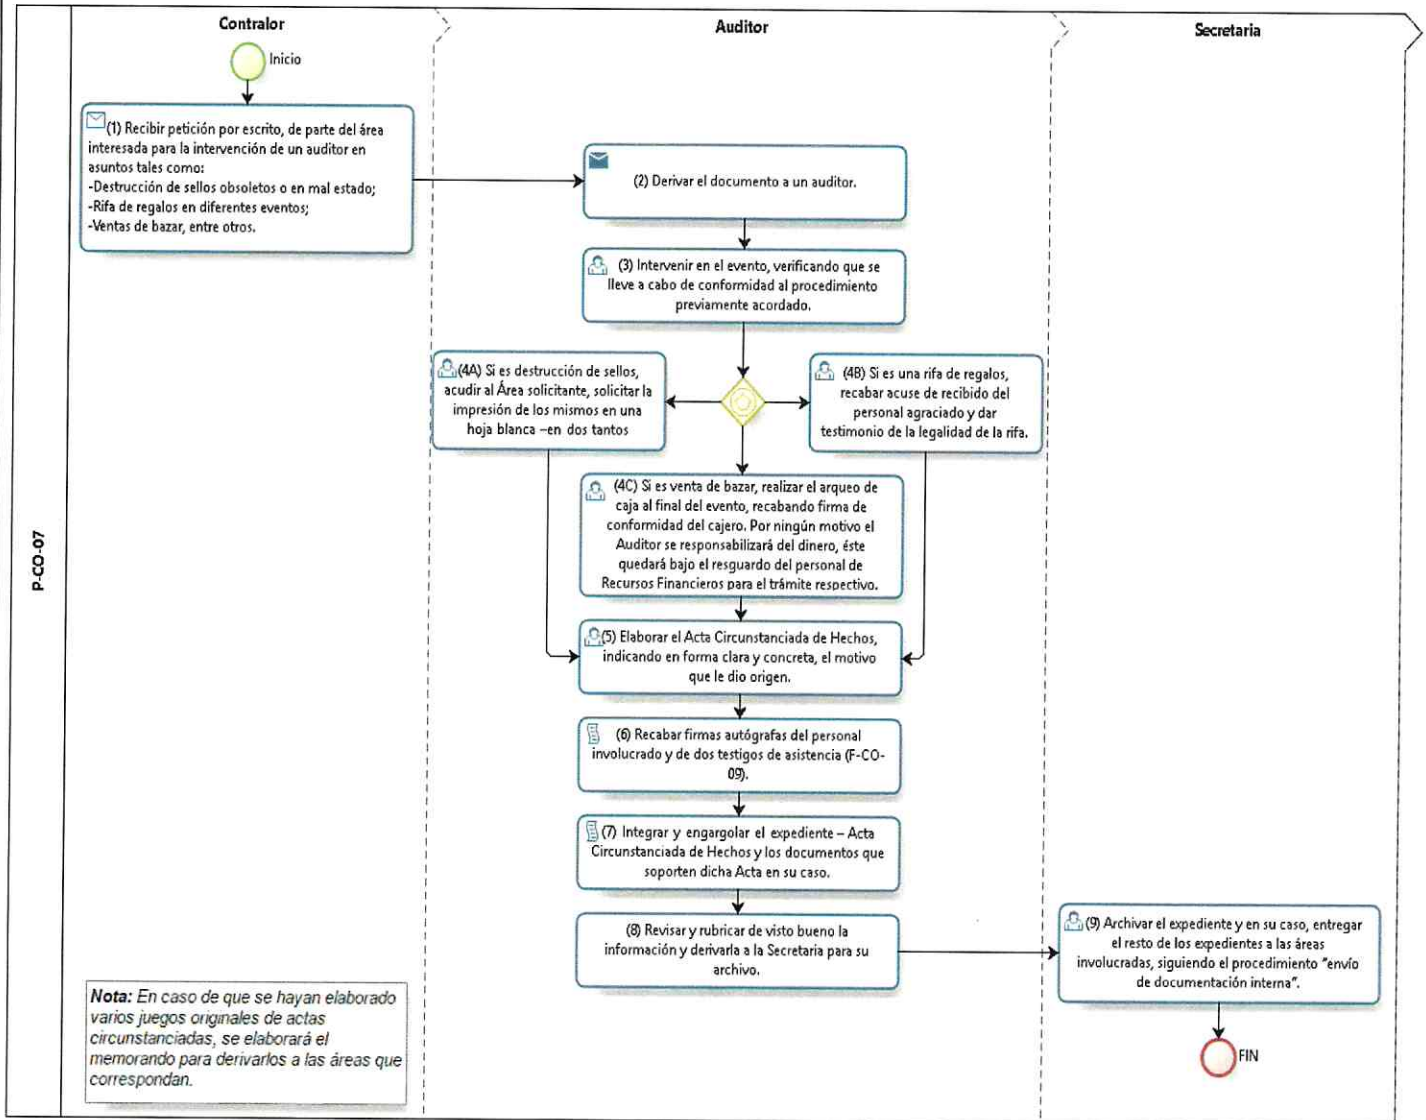 Contralor
Auditor
Secretaria
P-CO-07
Inicio
(1) Recibir petición por escrito, de parte del área
interesada para la intervención de un auditor en
asuntos tales como:
-Destrucción de sellos obsoletos o en mal estado;
-Rifa de regalos en diferentes eventos;
-Ventas de bazar, entre otros.
(2) Derivar el documento a un auditor.
(3) Intervenir en el evento, verificando que se
lleve a cabo de conformidad al procedimiento
previamente acordado.
(4A) Si es destrucción de sellos,
acudir al Área solicitante, solicitar la
impresión de los mismos en una
hoja blanca –en dos tantos
(4B) Si es una rifa de regalos,
recabar acuse de recibido del
personal agraciado y dar
testimonio de la legalidad de la rifa.
(4C) Si es venta de bazar, realizar el arqueo de
caja al final del evento, recabando firma de
conformidad del cajero. Por ningún motivo el
Auditor se responsabilizará del dinero, éste
quedará bajo el resguardo del personal de
Recursos Financieros para el trámite respectivo.
(5) Elaborar el Acta Circunstanciada de Hechos,
indicando en forma clara y concreta, el motivo
que le dio origen.
(6) Recabar firmas autógrafas del personal
involucrado y de dos testigos de asistencia (F-CO-
09).
(7) Integrar y engargolar el expediente – Acta
Circunstanciada de Hechos y los documentos que
soporten dicha Acta en su caso.
(8) Revisar y rubricar de visto bueno la
información y derivarla a la Secretaria para su
archivo.
(9) Archivar el expediente y en su caso, entregar
el resto de los expedientes a las áreas
involucradas, siguiendo el procedimiento "envío
de documentación interna".
FIN
Nota: En caso de que se hayan elaborado
varios juegos originales de actas
circunstanciadas, se elaborará el
memorando para derivarlos a las áreas que
correspondan.